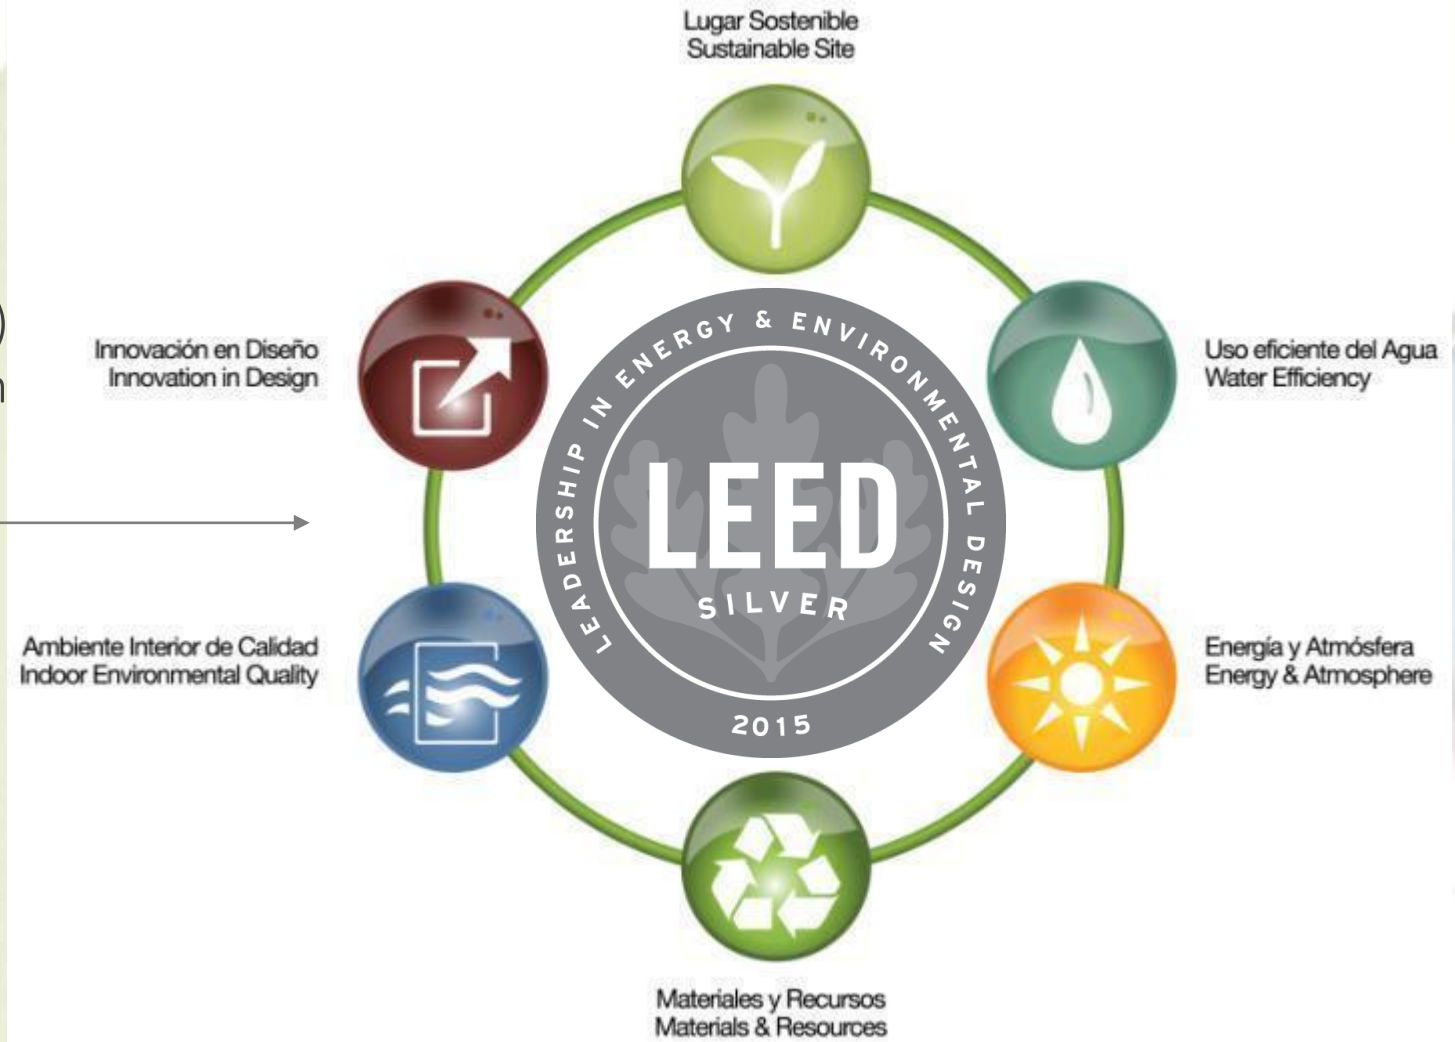 Lugar Sostenible
Sustainable Site
Innovación en Diseño
Innovation in Design
Uso eficiente del Agua
Water Efficiency
LEADERSHIP IN ENERGY & ENVIRONMENTAL DESIGN
LEED
SILVER
2015
Ambiente Interior de Calidad
Indoor Environmental Quality
Energía y Atmósfera
Energy & Atmosphere
Materiales y Recursos
Materials & Resources